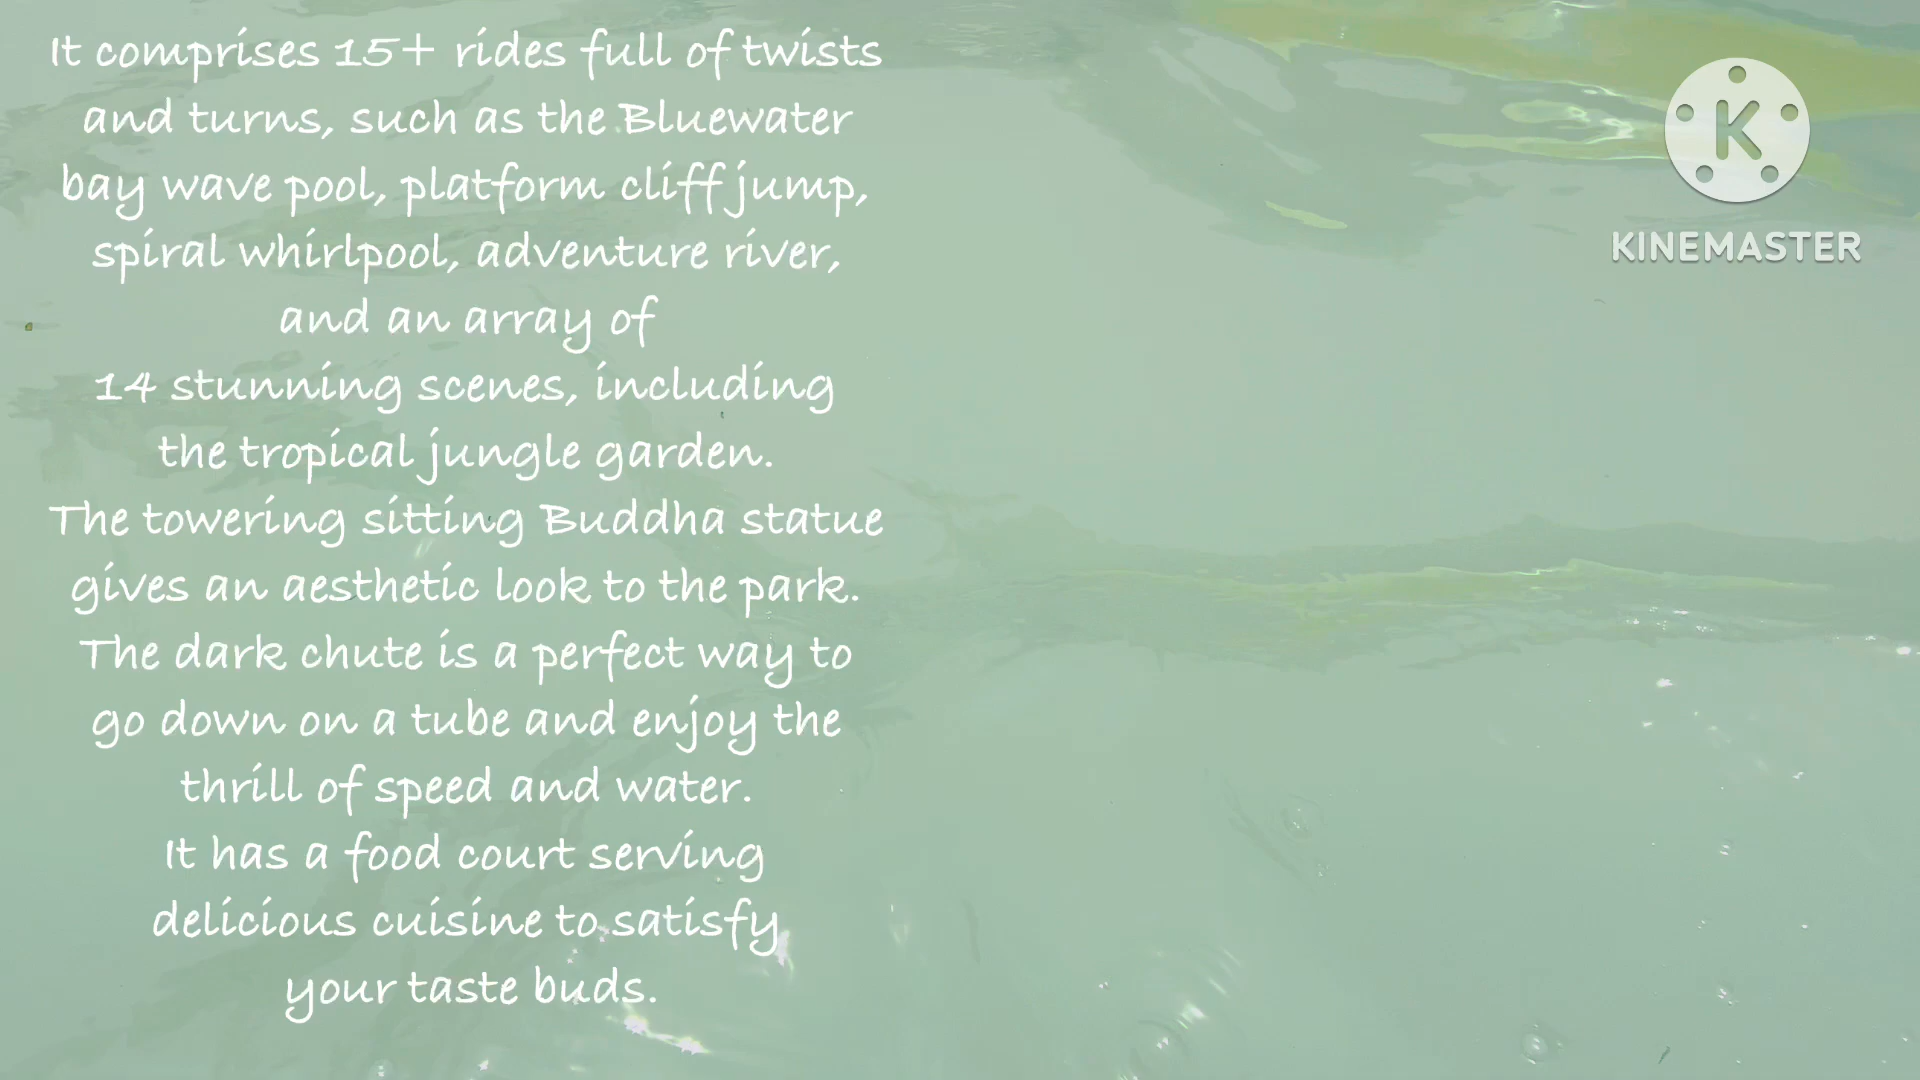 It comprises 15+ rides full of twists
and turns, such as the Bluewater
bay wave pool, platform cliff jump,
spiral whirlpool, adventure river,
and an array of
14 stunning scenes, including
the tropical jungle garden.
The towering sitting Buddha statue
gives an aesthetic look to the park.
The dark chute is a perfect way to
go down on a tube and enjoy the
thrill of speed and water.
It has a food court serving
delicious cuisine to satisfy
your taste buds.
K
KINEMASTER